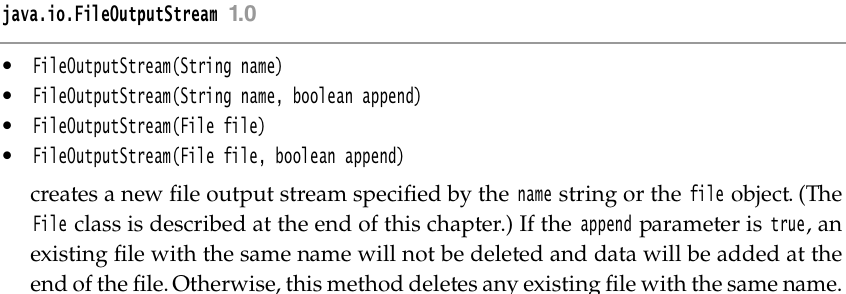 java.io.FileOutputStream 1.0
• FileOutputStream(String name)
• FileOutputStream(String name, boolean append)
• FileOutputStream(File file)
• FileOutputStream(File file, boolean append)
creates a new file output stream specified by the name string or the file object. (The
File class is described at the end of this chapter.) If the append parameter is true, an
existing file with the same name will not be deleted and data will be added at the
end of the file. Otherwise, this method deletes any existing file with the same name.